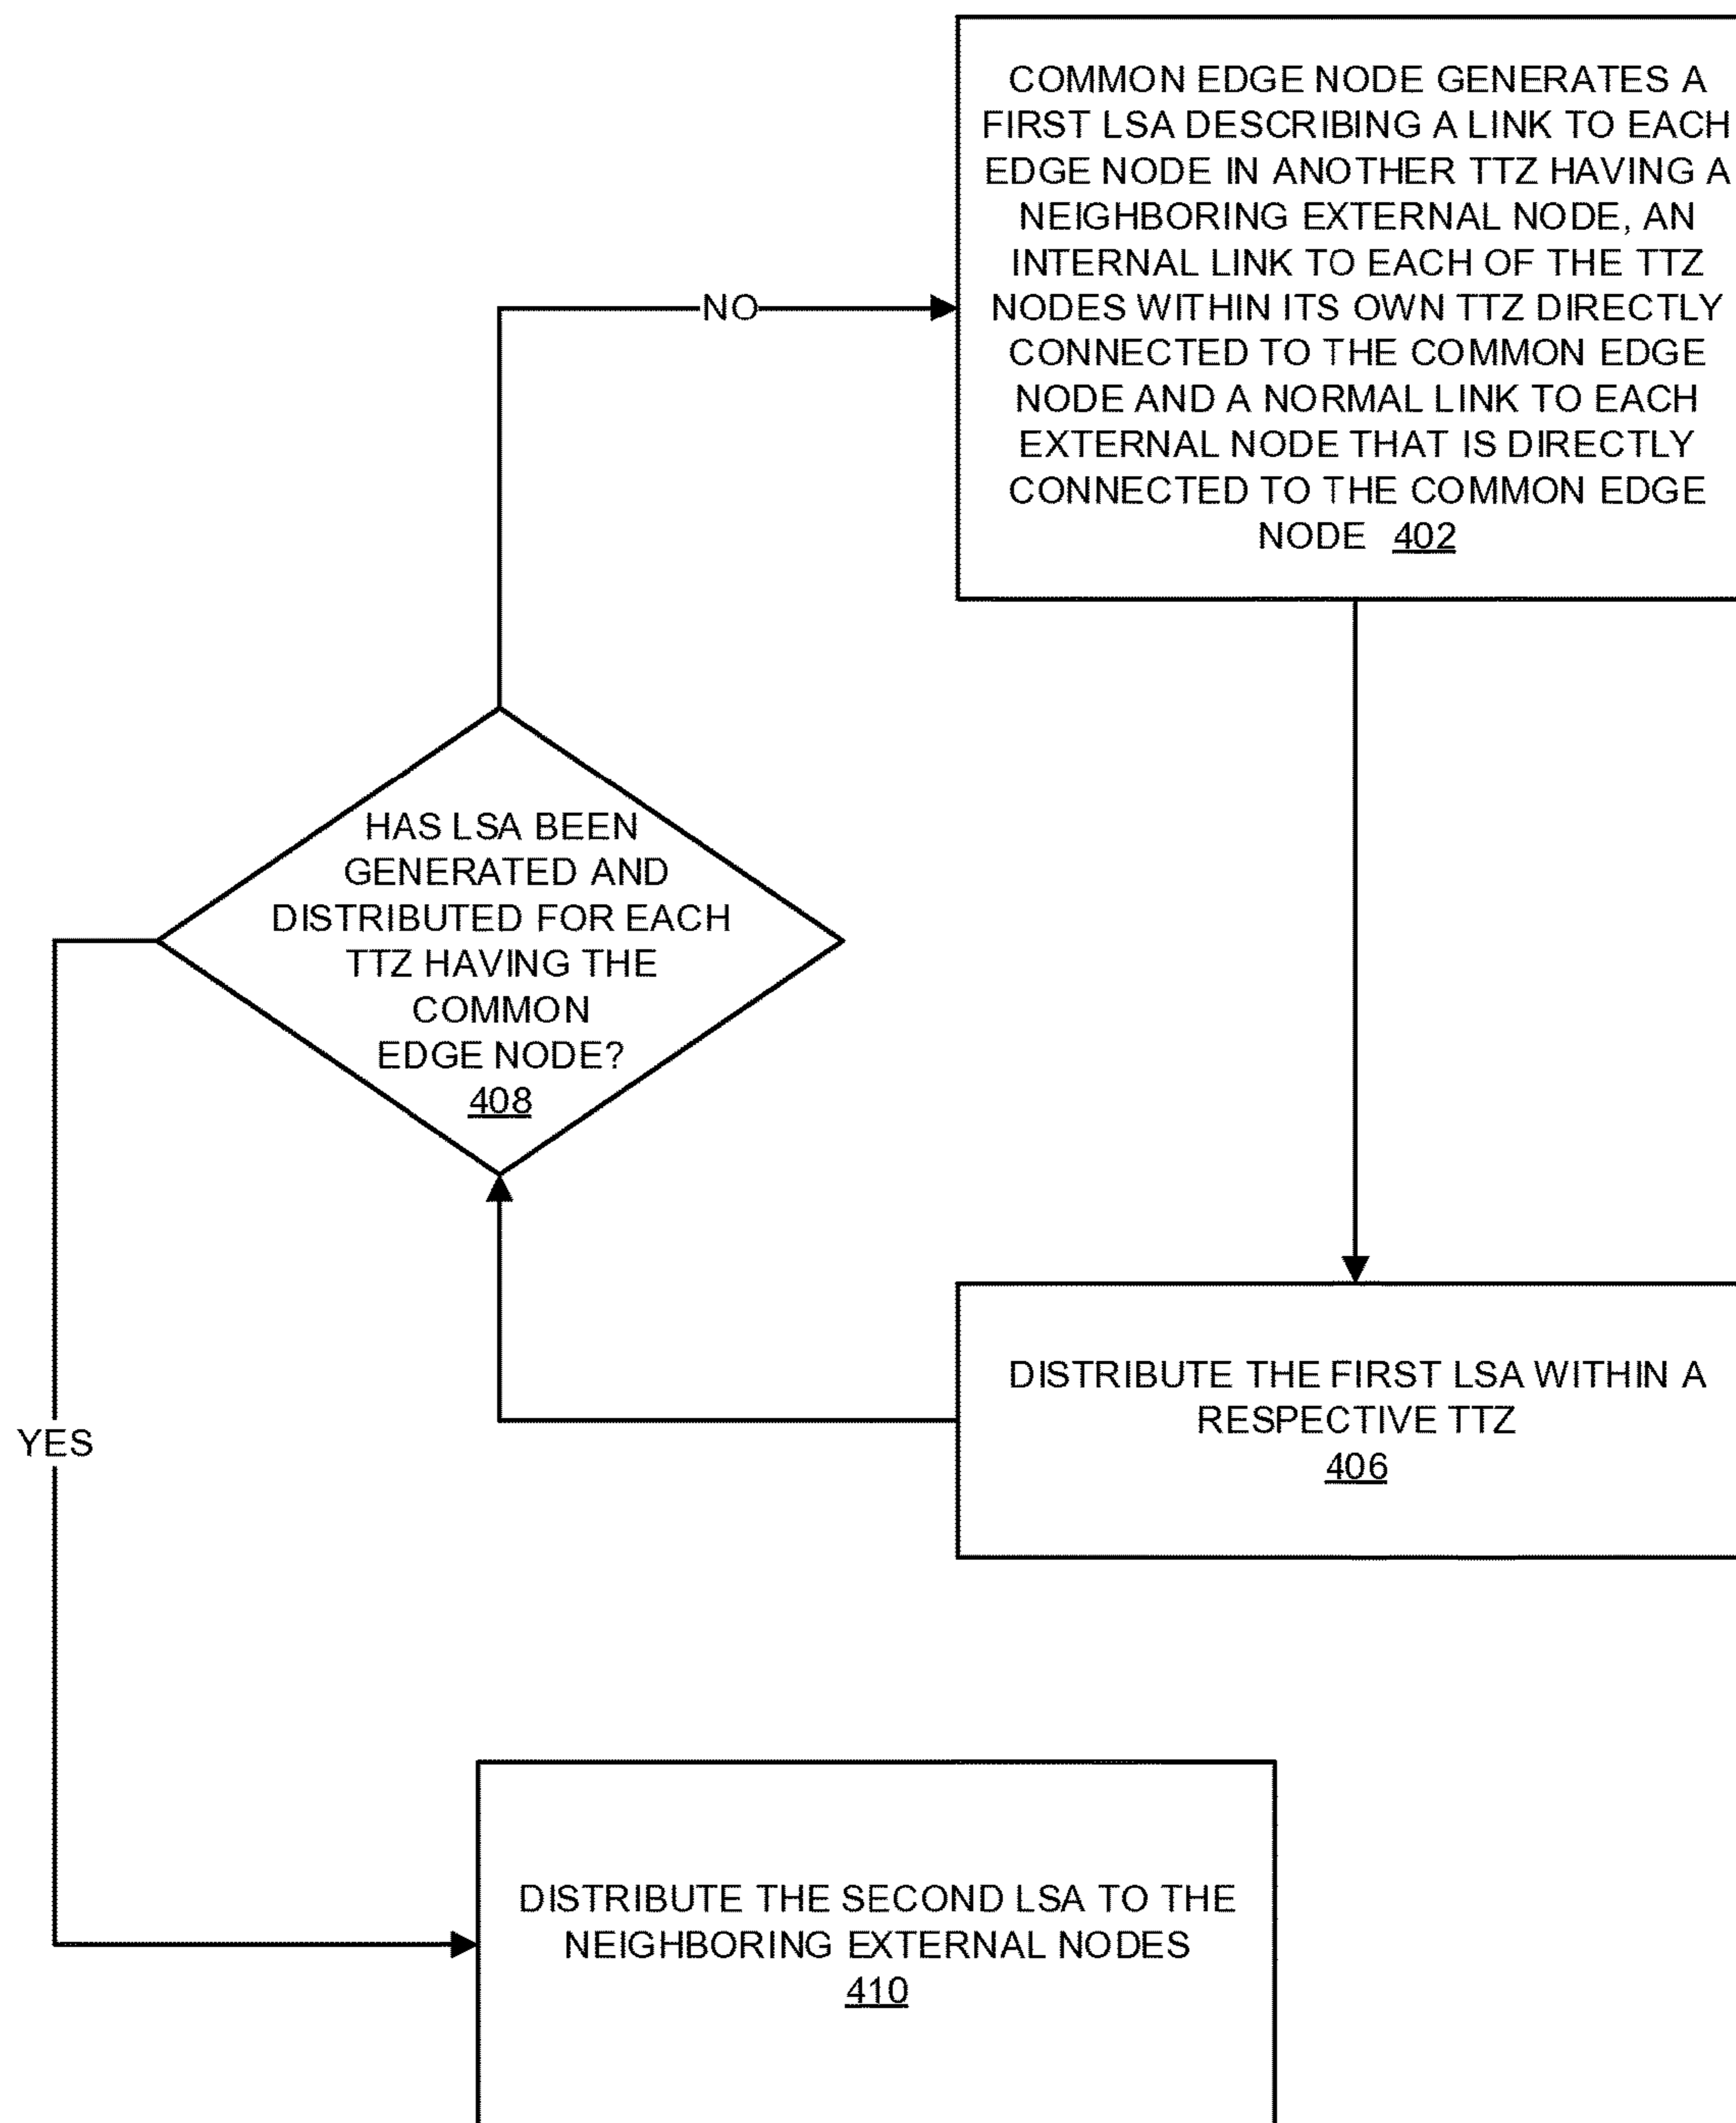 COMMON EDGE NODE GENERATES A
FIRST LSA DESCRIBING A LINK TO EACH
EDGE NODE IN ANOTHER TTZ HAVING A
NEIGHBORING EXTERNAL NODE, AN
INTERNAL LINK TO EACH OF THE TTZ
NODES WITHIN ITS OWN TTZ DIRECTLY
CONNECTED TO THE COMMON EDGE
NODE AND A NORMAL LINK TO EACH
EXTERNAL NODE THAT IS DIRECTLY
CONNECTED TO THE COMMON EDGE
NODE 402
NO
HAS LSA BEEN
GENERATED AND
DISTRIBUTED FOR EACH
TTZ HAVING THE
COMMON
EDGE NODE?
408
DISTRIBUTE THE FIRST LSA WITHIN A
RESPECTIVE TTZ
406
YES
DISTRIBUTE THE SECOND LSA TO THE
NEIGHBORING EXTERNAL NODES
410